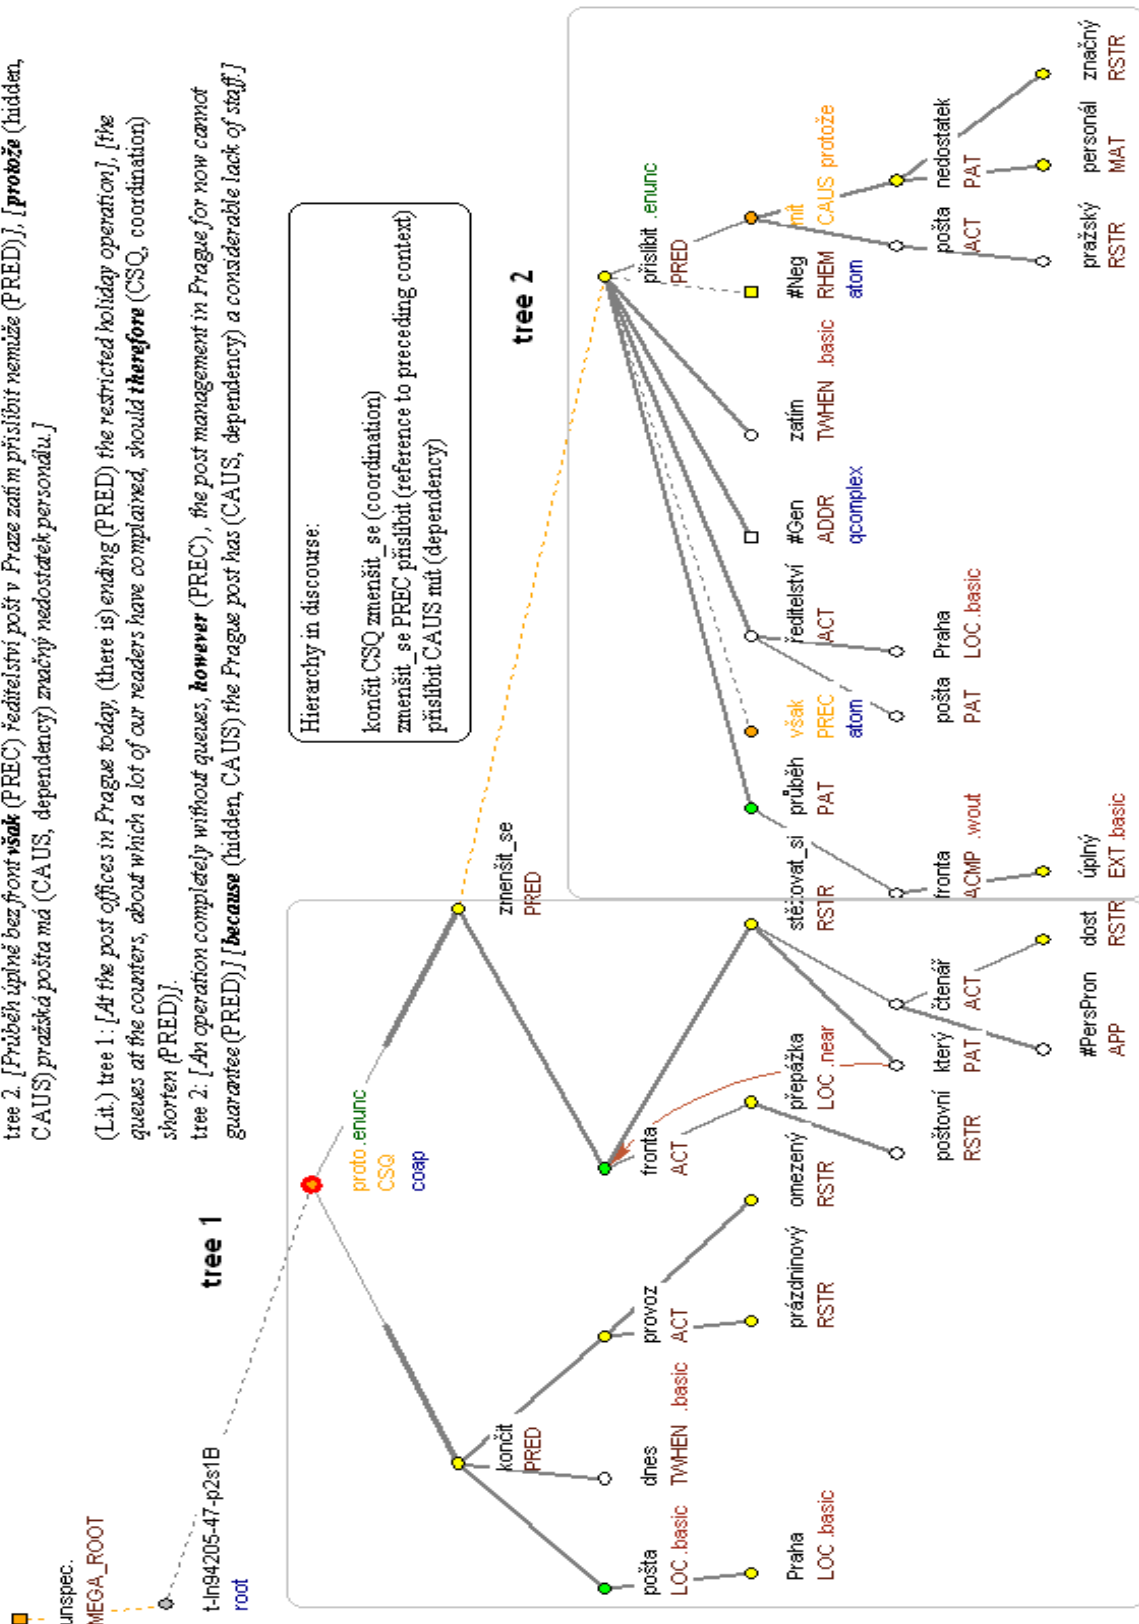 tree 2. [Průběh úplně bez front však (PREC) ředitelství pošt v Praze zatím přislíbit nemůže (PRED)], [protože (hidden,
CAUS) pražská pošta má (CAUS, dependency) značný nedostatek personálu.]
(Lit.) tree 1: [At the post offices in Prague today, (there is) ending (PRED) the restricted holiday operation], [the
queues at the counters, about which a lot of our readers have complained, should therefore (CSQ, coordination)
shorten (PRED)].
tree 2: [An operation completely without queues, however (PREC), the post management in Prague for now cannot
guarantee (PRED)] [because (hidden, CAUS) the Prague post has (CAUS, dependency) a considerable lack of staff.]
unspec.
MEGA_ROOT
t-ln94205-47-p2s1B
root
tree 1
Hierarchy in discourse:
končit CSQ zmenšit_se (coordination)
zmenšit_se PREC přislíbit (reference to preceding context)
přislíbit CAUS mít (dependency)
proto .enunc
CSQ
coap
tree 2
končit
PRED
zmenšit_se
PRED
pošta
LOC .basic
dnes
TWHEN .basic
provoz
ACT
fronta
ACT
přislíbit .enunc
PRED
Praha
LOC .basic
prázdninový
RSTR
omezený
RSTR
přepážka
LOC .near
stěžovat_si
RSTR
průběh
PAT
však
PREC
atom
ředitelství
ACT
#Gen
ADDR
qcomplex
zatím
TWHEN .basic
#Neg
RHEM
atom
mít
CAUS protože
poštovní
RSTR
který
PAT
čtenář
ACT
fronta
ACMP .wout
pošta
PAT
Praha
LOC .basic
pošta
ACT
nedostatek
PAT
#PersPron
APP
dost
RSTR
úplný
EXT .basic
pražský
RSTR
personál
MAT
značný
RSTR